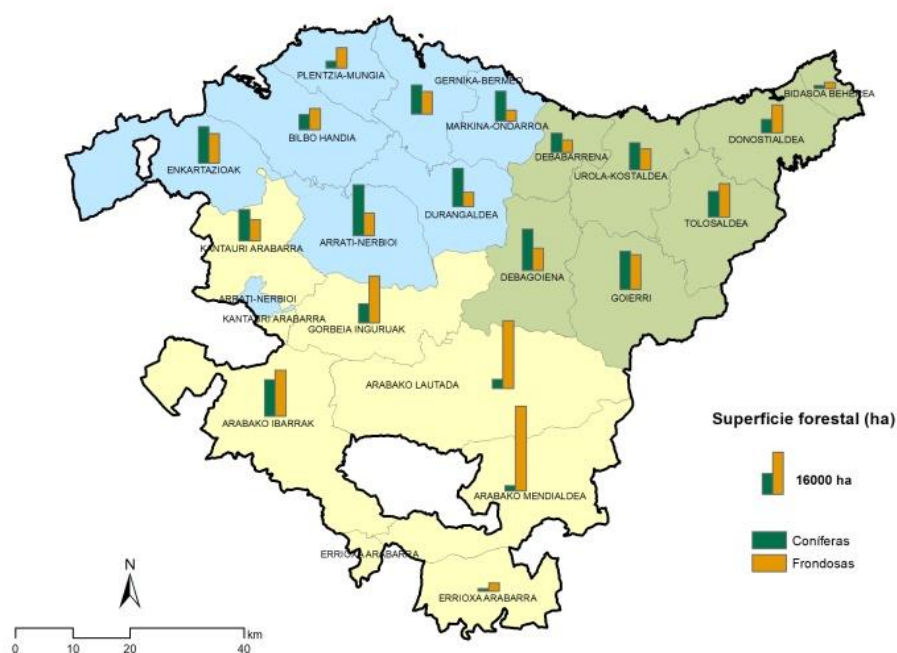 PLENTZIA-MUNGIA
GERNIKA-BERMEO
BIDASOA BEHEREA
BILBO HANDIA
MARKINA-ONDARROA
DONOSTIALDEA
DEBABARRENA
ENKARTAZIOAK
UROLA-KOSTALDEA
DURANGALDEA
TOLOSALDEA
ARRATI-NERBIOI
KANTAURI ARABARRA
DEBAGOIENA
GOIERRI
ARRATI-NERBIOI
KANTAURI ARABARRA
GORBEIA INGURUAK
ARABAKO LAUTADA
ARABAKO IBARRAK
Superficie forestal (ha)
16000 ha
ARABAKO MENDIALDEA
Coníferas
ERRIOXA ARABARRA
Frondosas
N
ERRIOXA ARABARRA
0 10 20 40 km